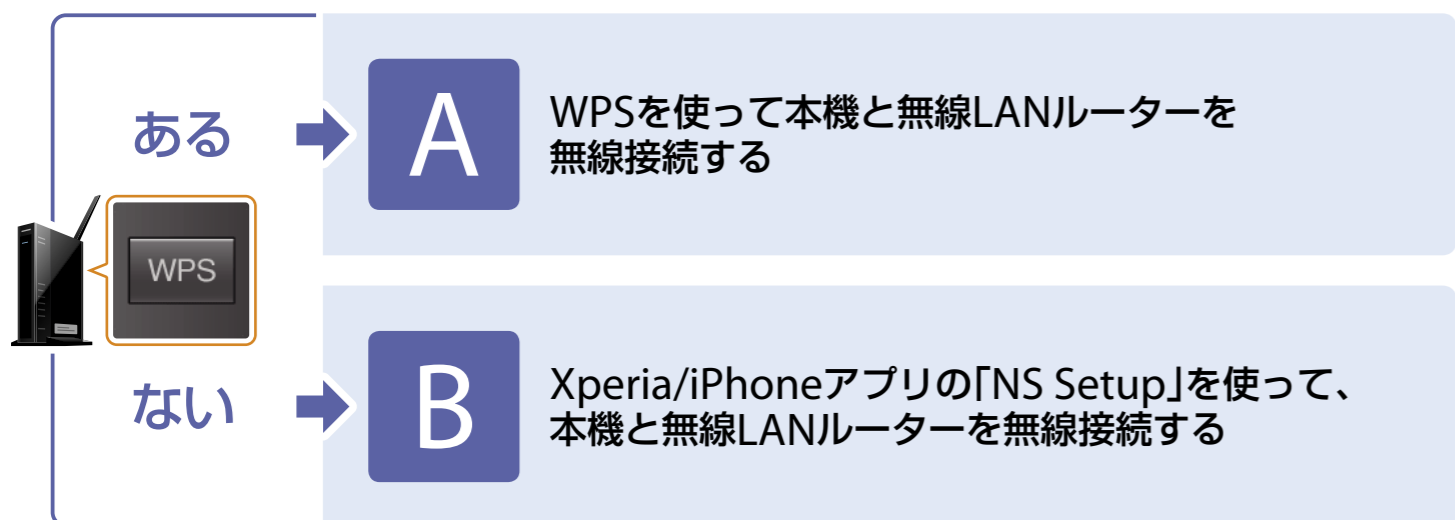 ある
A
WPSを使って本機と無線LANルーターを
無線接続する
WPS
ない
B
Xperia/iPhoneアプリの「NS Setup」を使って、
本機と無線LANルーターを無線接続する